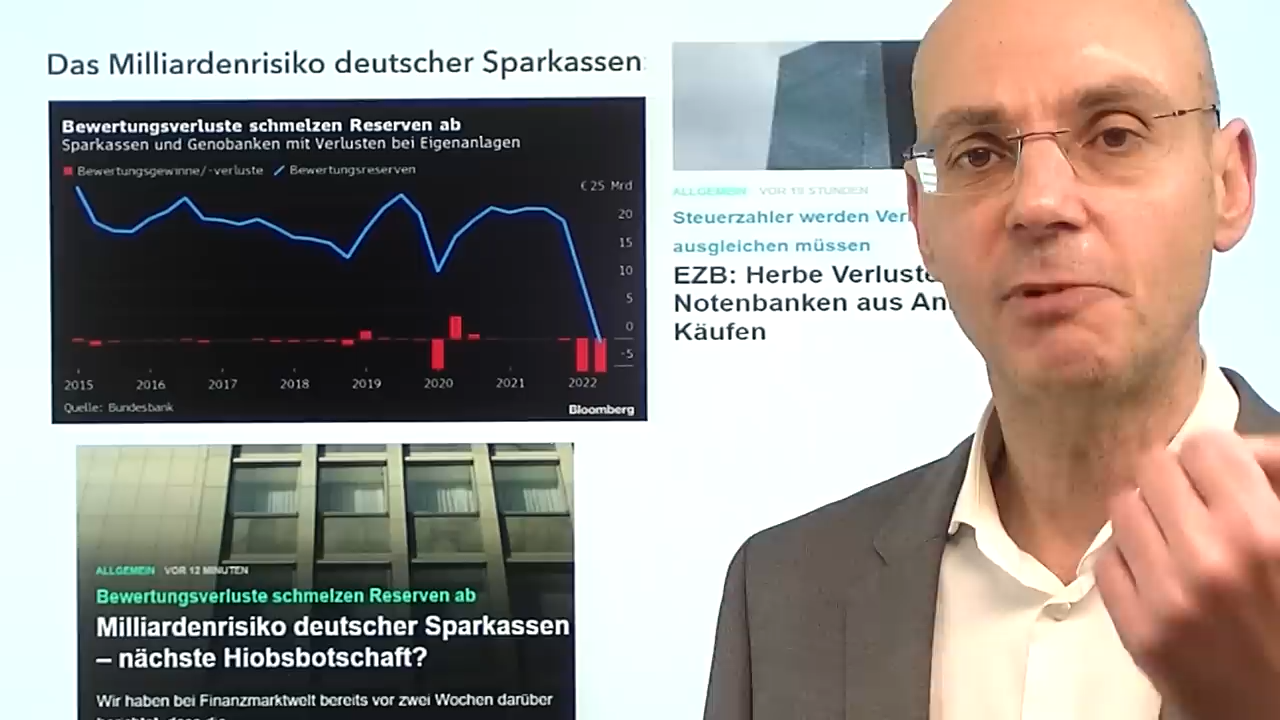 Das Milliardenrisiko deutscher Sparkassen
Bewertungsverluste schmelzen Reserven ab
Sparkassen und Genobanken mit Verlusten bei Eigenanlagen
Bewertungsgewinne/-verluste Bewertungsreserven
€ 25 Mrd
20
15
10
5
0
-5
2015 2016 2017 2018 2019 2020 2021 2022
Quelle: Bundesbank
Bloomberg
ALLGEMEIN VOR 12 MINUTEN
Bewertungsverluste schmelzen Reserven ab
Milliardenrisiko deutscher Sparkassen
– nächste Hiobsbotschaft?
Wir haben bei Finanzmarktwelt bereits vor zwei Wochen darüber
ALLGEMEIN VOR 18 STUNDEN
Steuerzahler werden
ausgleichen müssen
EZB: Herbe
Notenbanken aus
Käufen